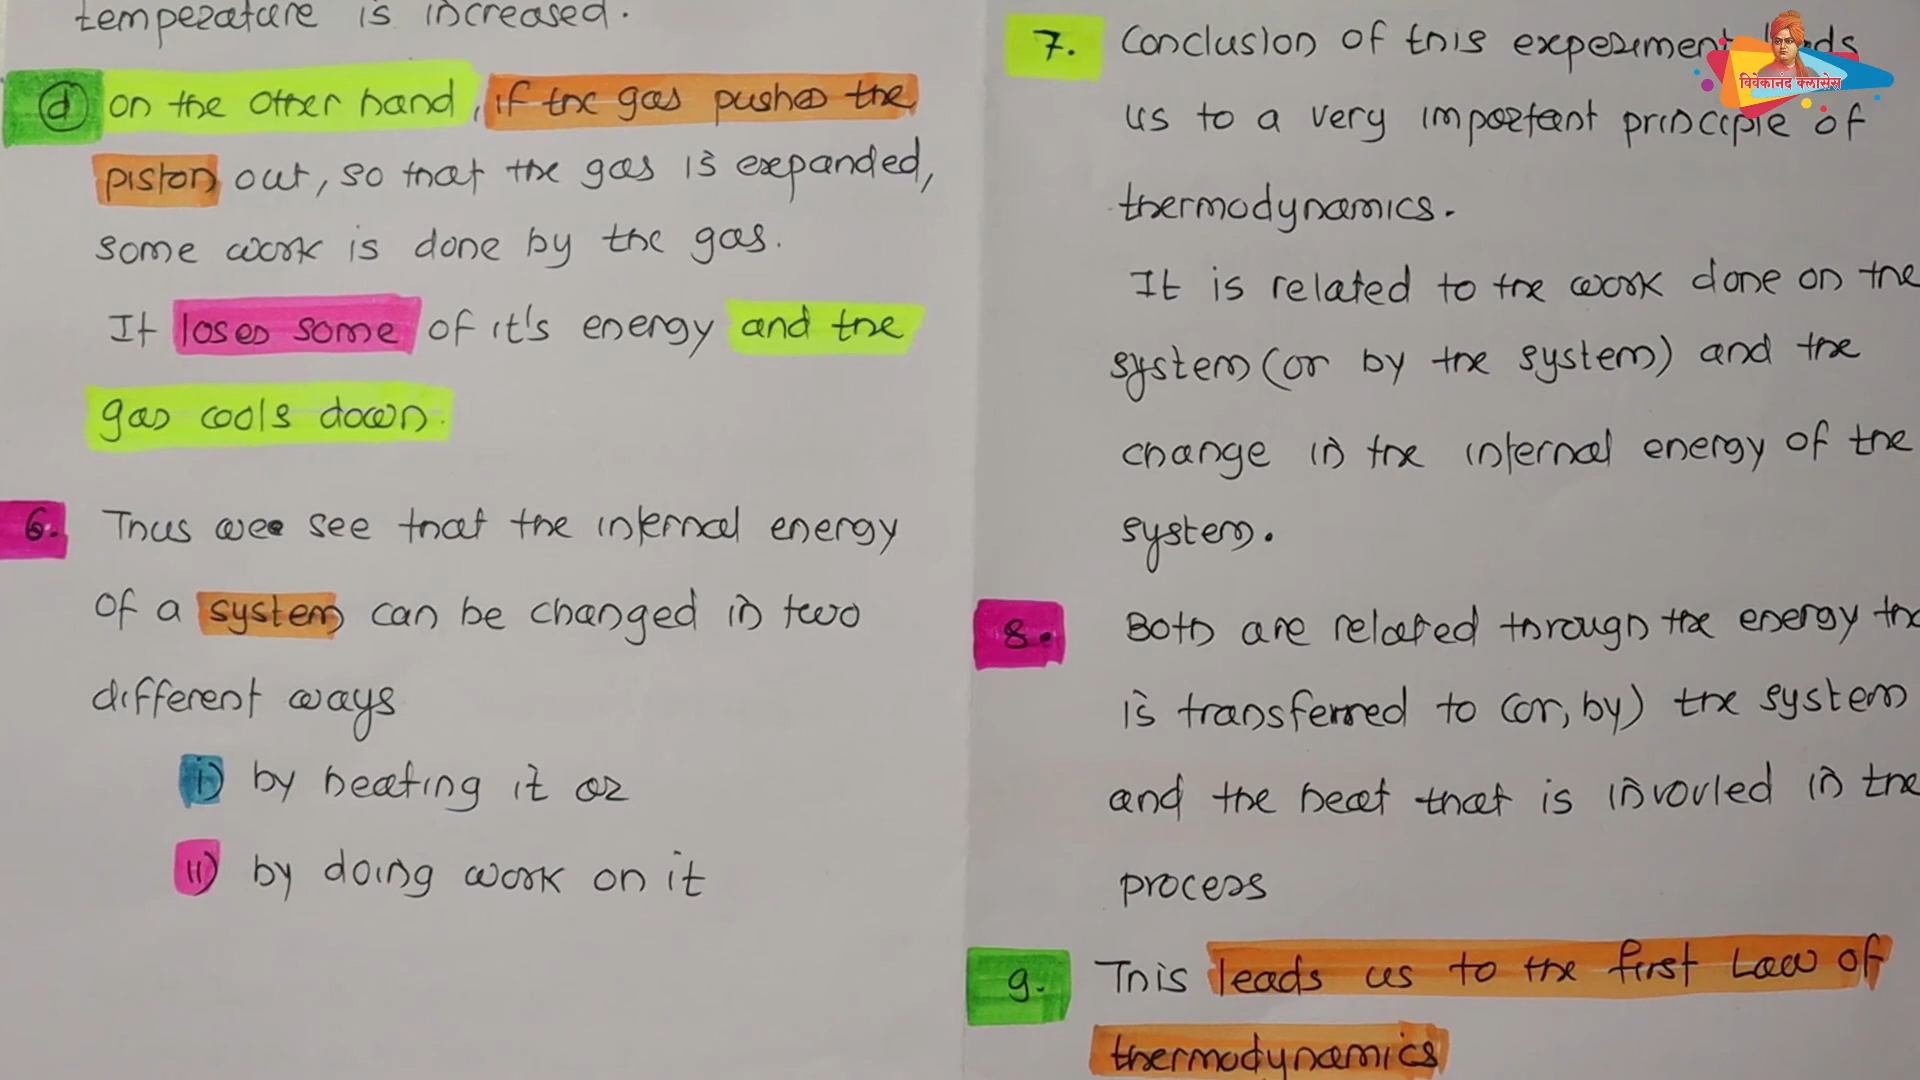 temperature is increased.
d on the other hand, if the gas pushes the
piston out, so that the gas is expanded,
some work is done by the gas.
It loses some of it's energy and the
gas cools down.
6. Thus we see that the internal energy
of a system can be changed in two
different ways
i) by heating it or
ii) by doing work on it
7. Conclusion of this experiment leads
us to a very important principle of
thermodynamics.
It is related to the work done on the
system (or by the system) and the
change in the internal energy of the
system.
8. Both are related through the energy tha
is transferred to (or, by) the system
and the heat that is invovled in the
process
9. This leads us to the first Law of
thermodynamics
विवेकानंद क्लासेस